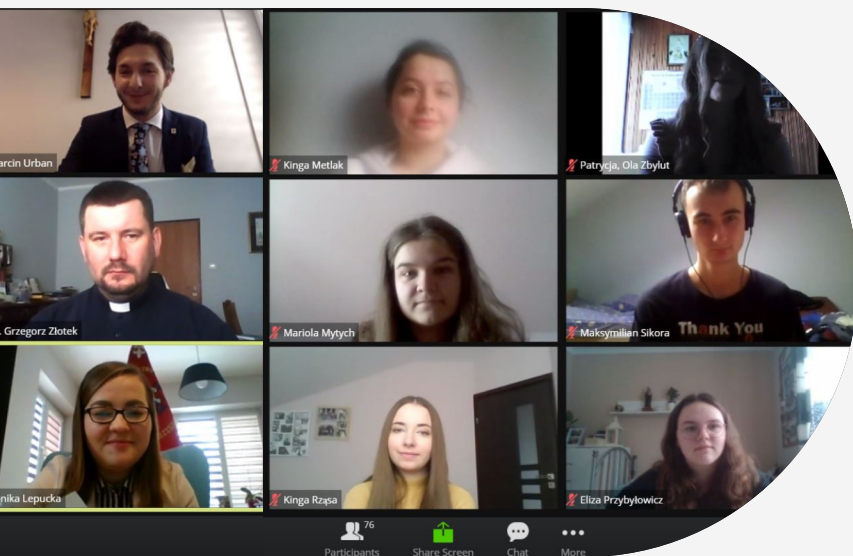 arcin Urban
Kinga Metlak
Patrycja, Ola Zbylut
. Grzegorz Złotek
Mariola Mytych
Maksymilian Sikora
Thank You
nika Lepucka
Kinga Rząsa
Eliza Przybyłowicz
76
Participants
Share Screen
Chat
More